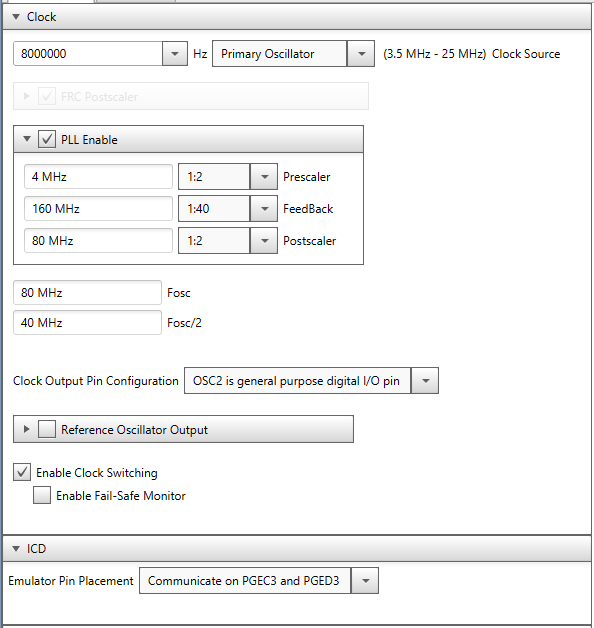 Clock
8000000 Hz Primary Oscillator (3.5 MHz - 25 MHz) Clock Source
FRC Postscaler
PLL Enable
4 MHz 1:2 Prescaler
160 MHz 1:40 FeedBack
80 MHz 1:2 Postscaler
80 MHz Fosc
40 MHz Fosc/2
Clock Output Pin Configuration OSC2 is general purpose digital I/O pin
Reference Oscillator Output
Enable Clock Switching
Enable Fail-Safe Monitor
ICD
Emulator Pin Placement Communicate on PGEC3 and PGED3